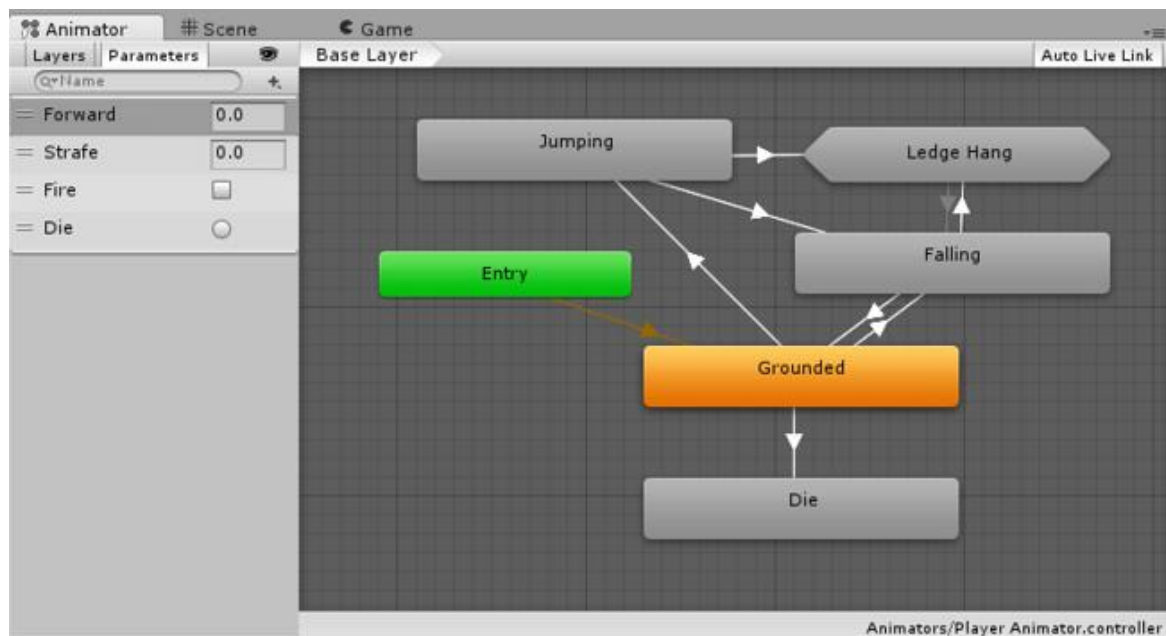 Animator
Scene
Game
Layers
Parameters
Base Layer
Auto Live Link
Name
Forward
0.0
Strafe
0.0
Fire
Die
Jumping
Ledge Hang
Falling
Entry
Grounded
Die
Animators/Player Animator.controller